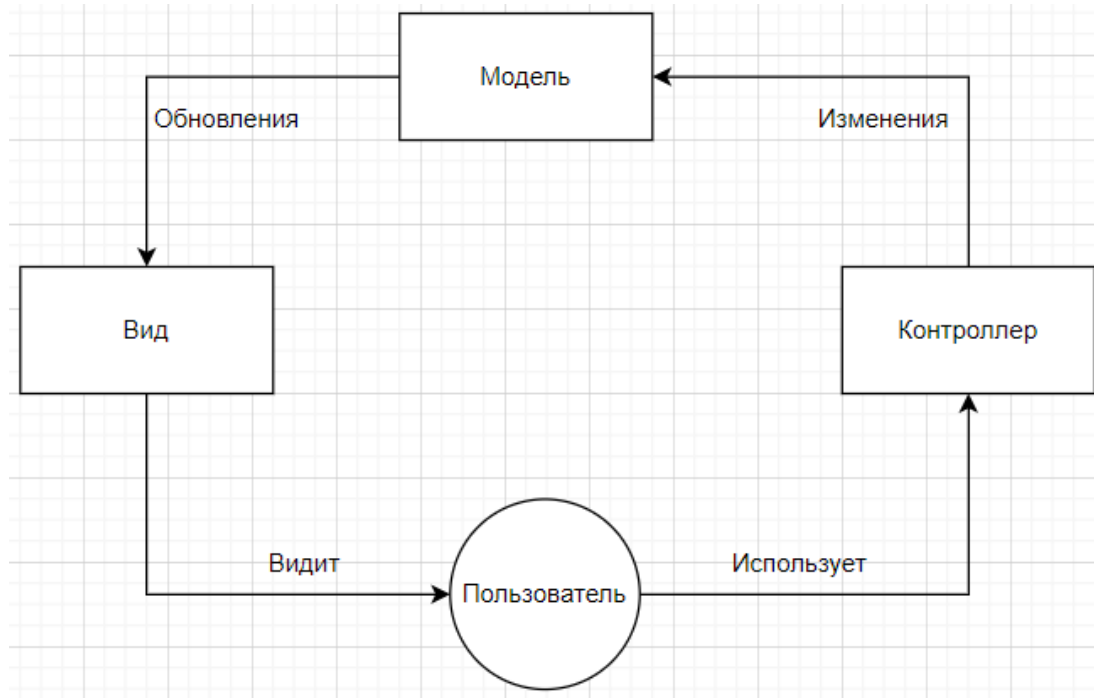 Модель
Обновления
Изменения
Вид
Контроллер
Видит
Пользователь
Использует